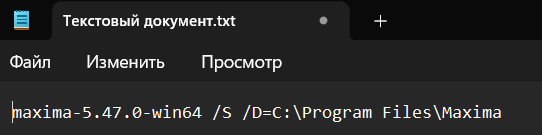 Текстовый документ.txt
Файл Изменить Просмотр
maxima-5.47.0-win64 /S /D=C:\Program Files\Maxima